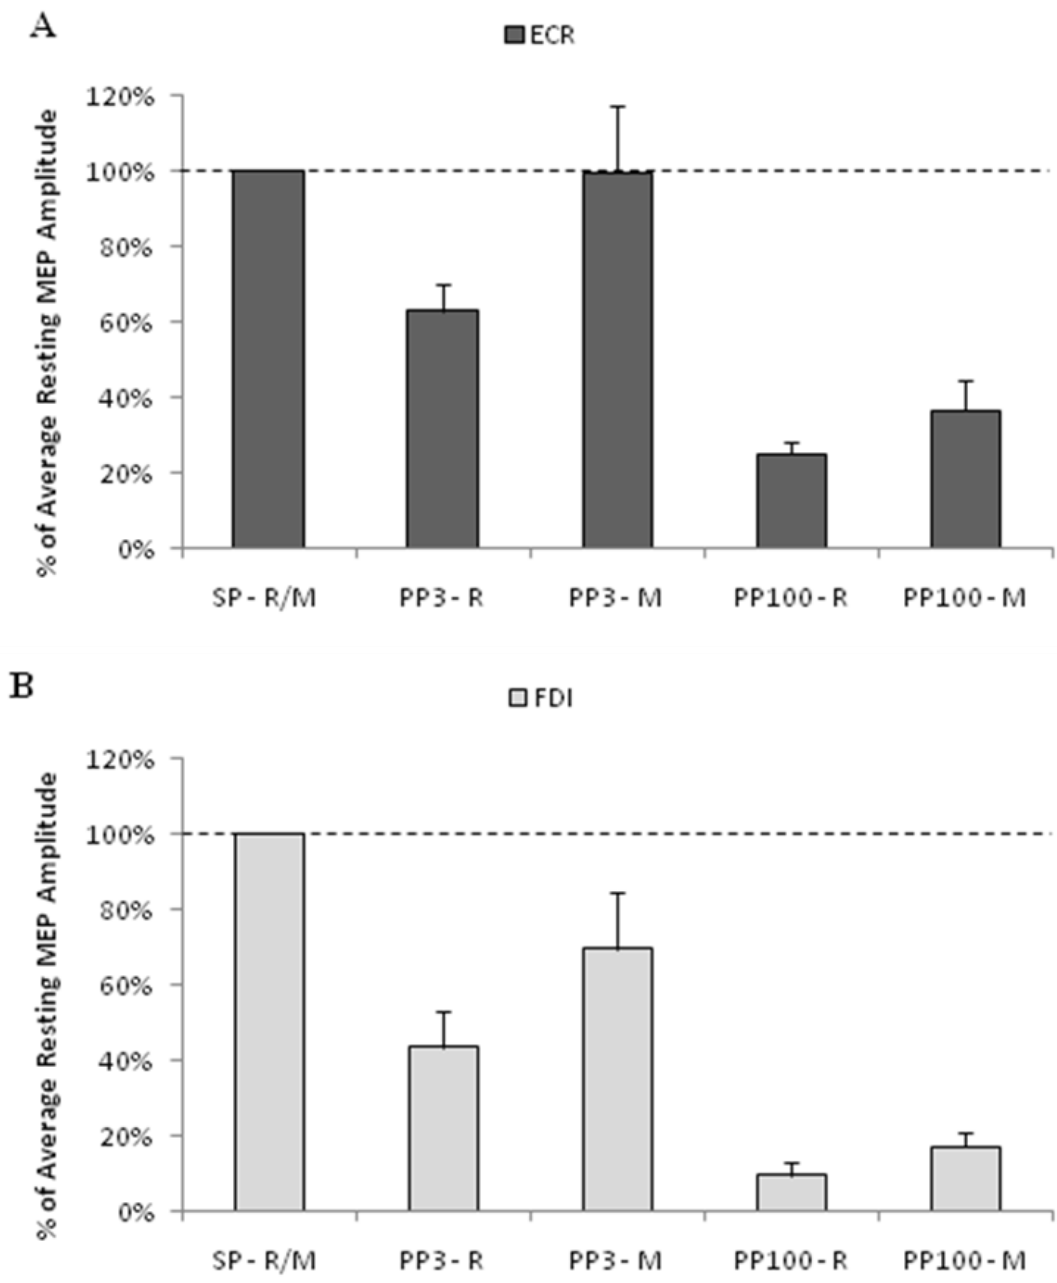 A
ECR
% of Average Resting MEP Amplitude
120%
100%
80%
60%
40%
20%
0%
SP - R/M PP3 - R PP3 - M PP100 - R PP100 - M
B
FDI
% of Average Resting MEP Amplitude
120%
100%
80%
60%
40%
20%
0%
SP - R/M PP3 - R PP3 - M PP100 - R PP100 - M